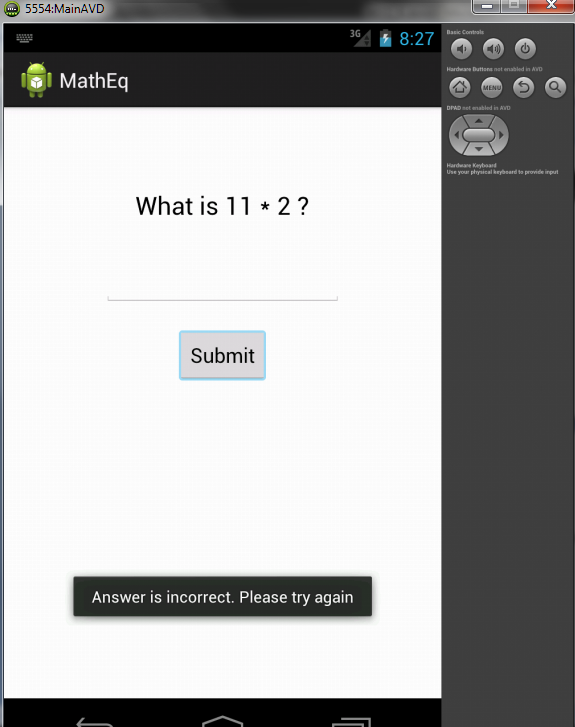 5554:MainAVD
3G 8:27
MathEq
What is 11 * 2 ?
Submit
Answer is incorrect. Please try again
Basic Controls
Hardware Buttons not enabled in AVD
MENU
DPAD not enabled in AVD
Hardware Keyboard
Use your physical keyboard to provide input